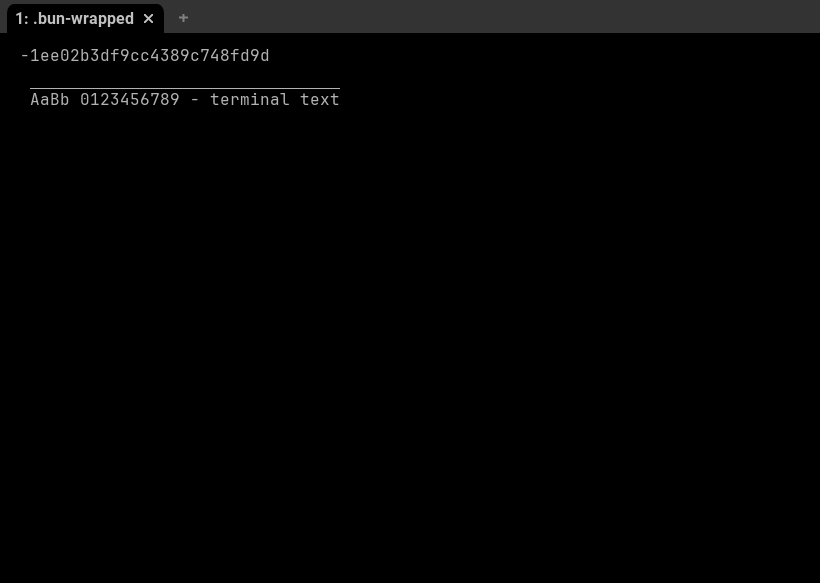 1: .bun-wrapped × +
-1ee02b3df9cc4389c748fd9d
AaBb 0123456789 - terminal text